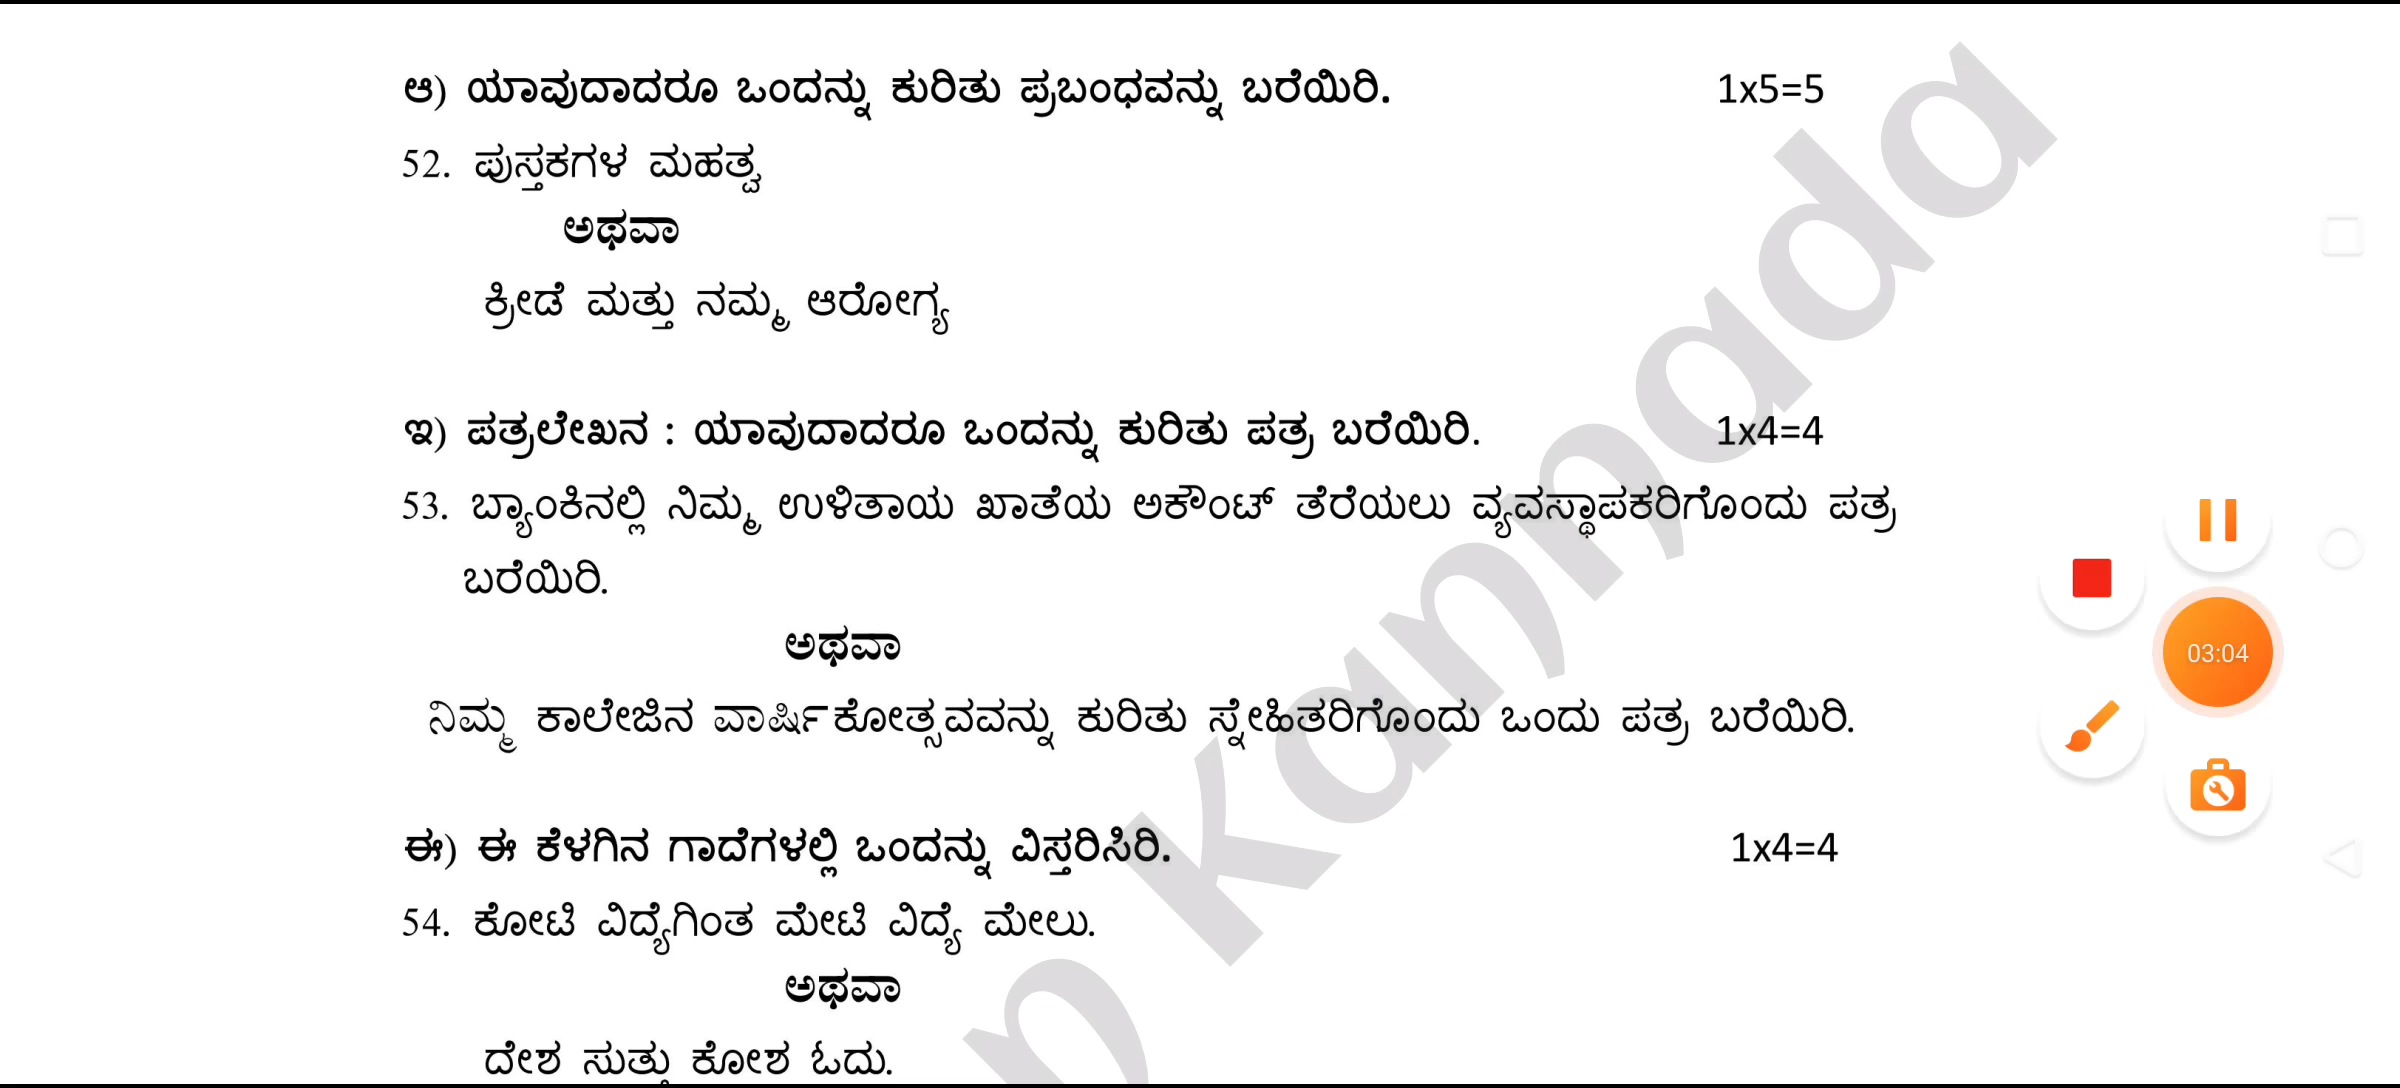 ಆ) ಯಾವುದಾದರೂ ಒಂದನ್ನು ಕುರಿತು ಪ್ರಬಂಧವನ್ನು ಬರೆಯಿರಿ. 1x5=5
52. ಪುಸ್ತಕಗಳ ಮಹತ್ವ
ಅಥವಾ
ಕ್ರೀಡೆ ಮತ್ತು ನಮ್ಮ ಆರೋಗ್ಯ
ಇ) ಪತ್ರಲೇಖನ : ಯಾವುದಾದರೂ ಒಂದನ್ನು ಕುರಿತು ಪತ್ರ ಬರೆಯಿರಿ. 1x4=4
53. ಬ್ಯಾಂಕಿನಲ್ಲಿ ನಿಮ್ಮ ಉಳಿತಾಯ ಖಾತೆಯ ಅಕೌಂಟ್ ತೆರೆಯಲು ವ್ಯವಸ್ಥಾಪಕರಿಗೊಂದು ಪತ್ರ
ಬರೆಯಿರಿ.
ಅಥವಾ
ನಿಮ್ಮ ಕಾಲೇಜಿನ ವಾರ್ಷಿಕೋತ್ಸವವನ್ನು ಕುರಿತು ಸ್ನೇಹಿತರಿಗೊಂದು ಒಂದು ಪತ್ರ ಬರೆಯಿರಿ.
ಈ) ಈ ಕೆಳಗಿನ ಗಾದೆಗಳಲ್ಲಿ ಒಂದನ್ನು ವಿಸ್ತರಿಸಿರಿ. 1x4=4
54. ಕೋಟಿ ವಿದ್ಯೆಗಿಂತ ಮೇಟಿ ವಿದ್ಯೆ ಮೇಲು.
ಅಥವಾ
ದೇಶ ಸುತ್ತು ಕೋಶ ಓದು.
Kannada
03:04